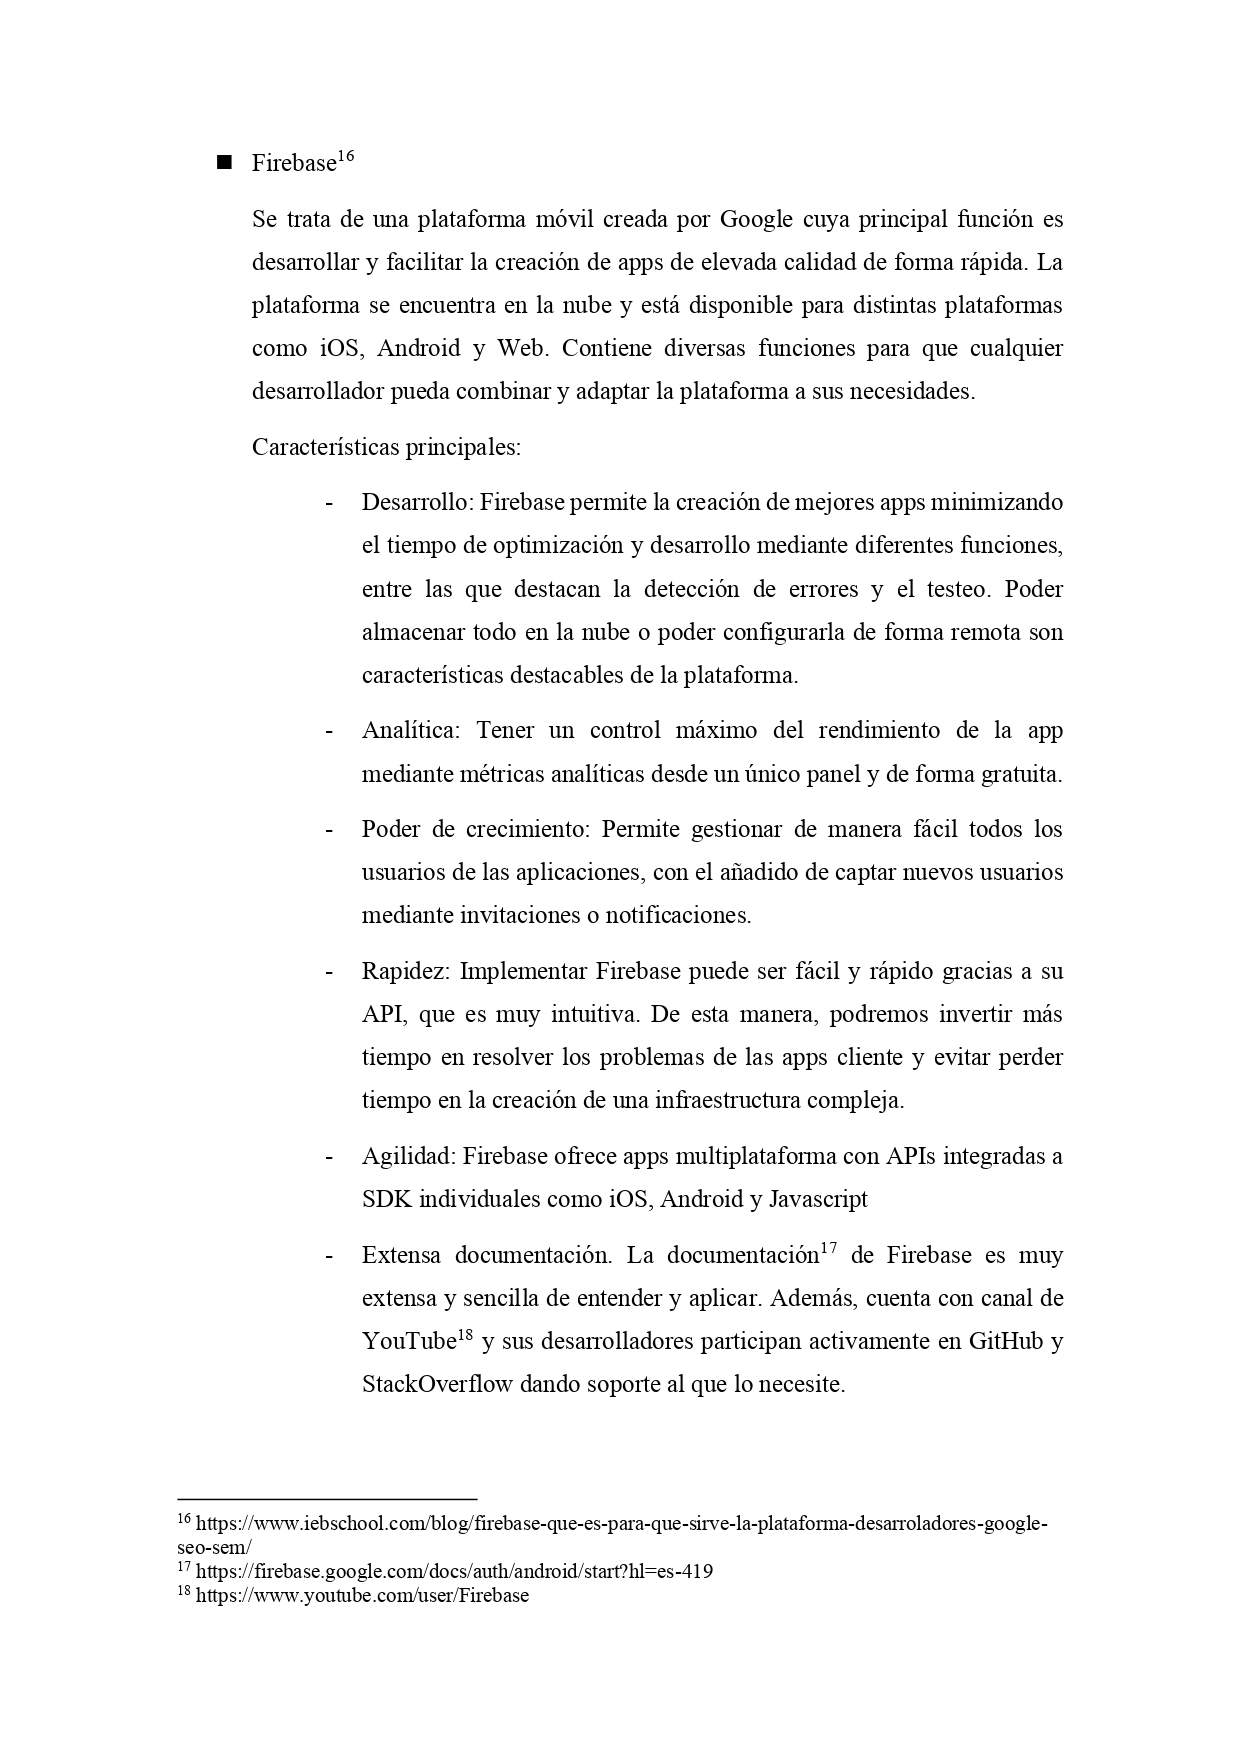 ■ Firebase16
Se trata de una plataforma móvil creada por Google cuya principal función es
desarrollar y facilitar la creación de apps de elevada calidad de forma rápida. La
plataforma se encuentra en la nube y está disponible para distintas plataformas
como iOS, Android y Web. Contiene diversas funciones para que cualquier
desarrollador pueda combinar y adaptar la plataforma a sus necesidades.
Características principales:
- Desarrollo: Firebase permite la creación de mejores apps minimizando
el tiempo de optimización y desarrollo mediante diferentes funciones,
entre las que destacan la detección de errores y el testeo. Poder
almacenar todo en la nube o poder configurarla de forma remota son
características destacables de la plataforma.
- Analítica: Tener un control máximo del rendimiento de la app
mediante métricas analíticas desde un único panel y de forma gratuita.
- Poder de crecimiento: Permite gestionar de manera fácil todos los
usuarios de las aplicaciones, con el añadido de captar nuevos usuarios
mediante invitaciones o notificaciones.
- Rapidez: Implementar Firebase puede ser fácil y rápido gracias a su
API, que es muy intuitiva. De esta manera, podremos invertir más
tiempo en resolver los problemas de las apps cliente y evitar perder
tiempo en la creación de una infraestructura compleja.
- Agilidad: Firebase ofrece apps multiplataforma con APIs integradas a
SDK individuales como iOS, Android y Javascript
- Extensa documentación. La documentación17 de Firebase es muy
extensa y sencilla de entender y aplicar. Además, cuenta con canal de
YouTube18 y sus desarrolladores participan activamente en GitHub y
StackOverflow dando soporte al que lo necesite.
16 https://www.iebschool.com/blog/firebase-que-es-para-que-sirve-la-plataforma-desarroladores-google-
seo-sem/
17 https://firebase.google.com/docs/auth/android/start?hl=es-419
18 https://www.youtube.com/user/Firebase